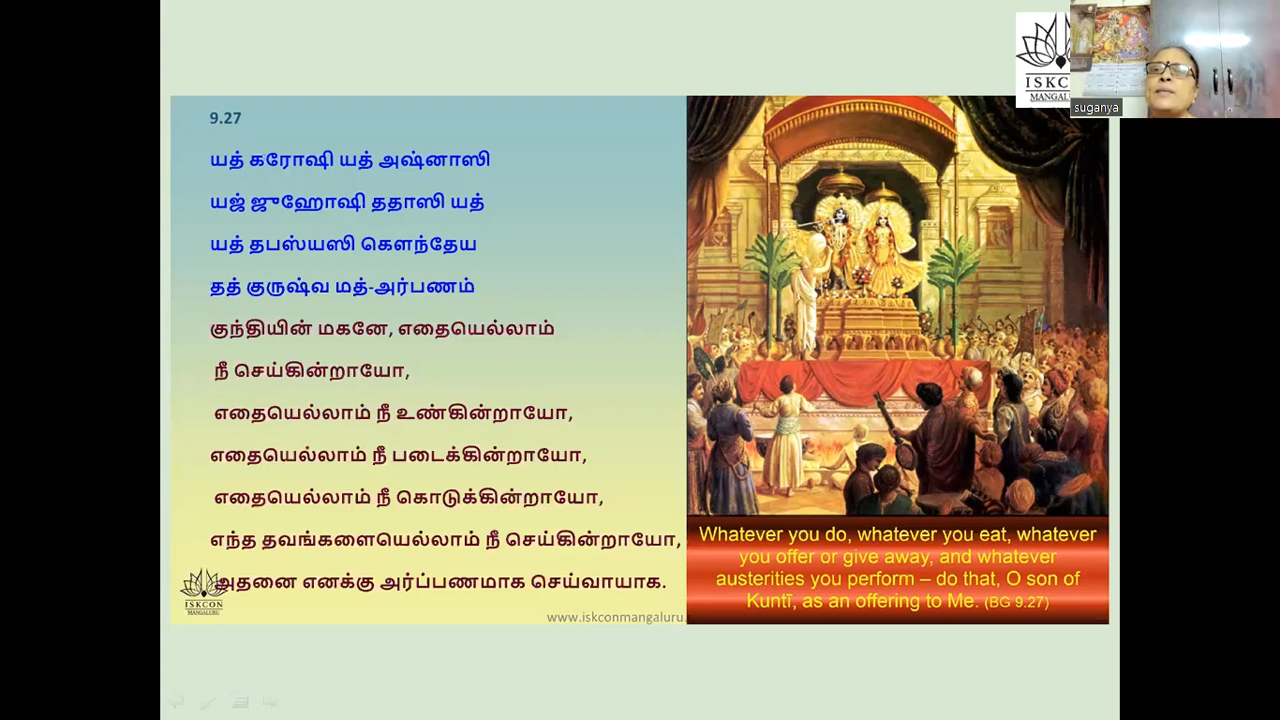 9.27
யத் கரோஷி யத் அஷ்னாஸி
யஜ் ஜுஹோஷி ததாஸி யத்
யத் தபஸ்யஸி கௌந்தேய
தத் குருஷ்வ மத்-அர்பணம்
குந்தியின் மகனே, எதையெல்லாம்
நீ செய்கின்றாயோ,
எதையெல்லாம் நீ உண்கின்றாயோ,
எதையெல்லாம் நீ படைக்கின்றாயோ,
எதையெல்லாம் நீ கொடுக்கின்றாயோ,
எந்த தவங்களையெல்லாம் நீ செய்கின்றாயோ,
அதனை எனக்கு அர்ப்பணமாக செய்வாயாக.
ISKCON
MANGALURU
www.iskconmangaluru.
Whatever you do, whatever you eat, whatever
you offer or give away, and whatever
austerities you perform – do that, O son of
Kuntī, as an offering to Me. (BG 9.27)
suganya